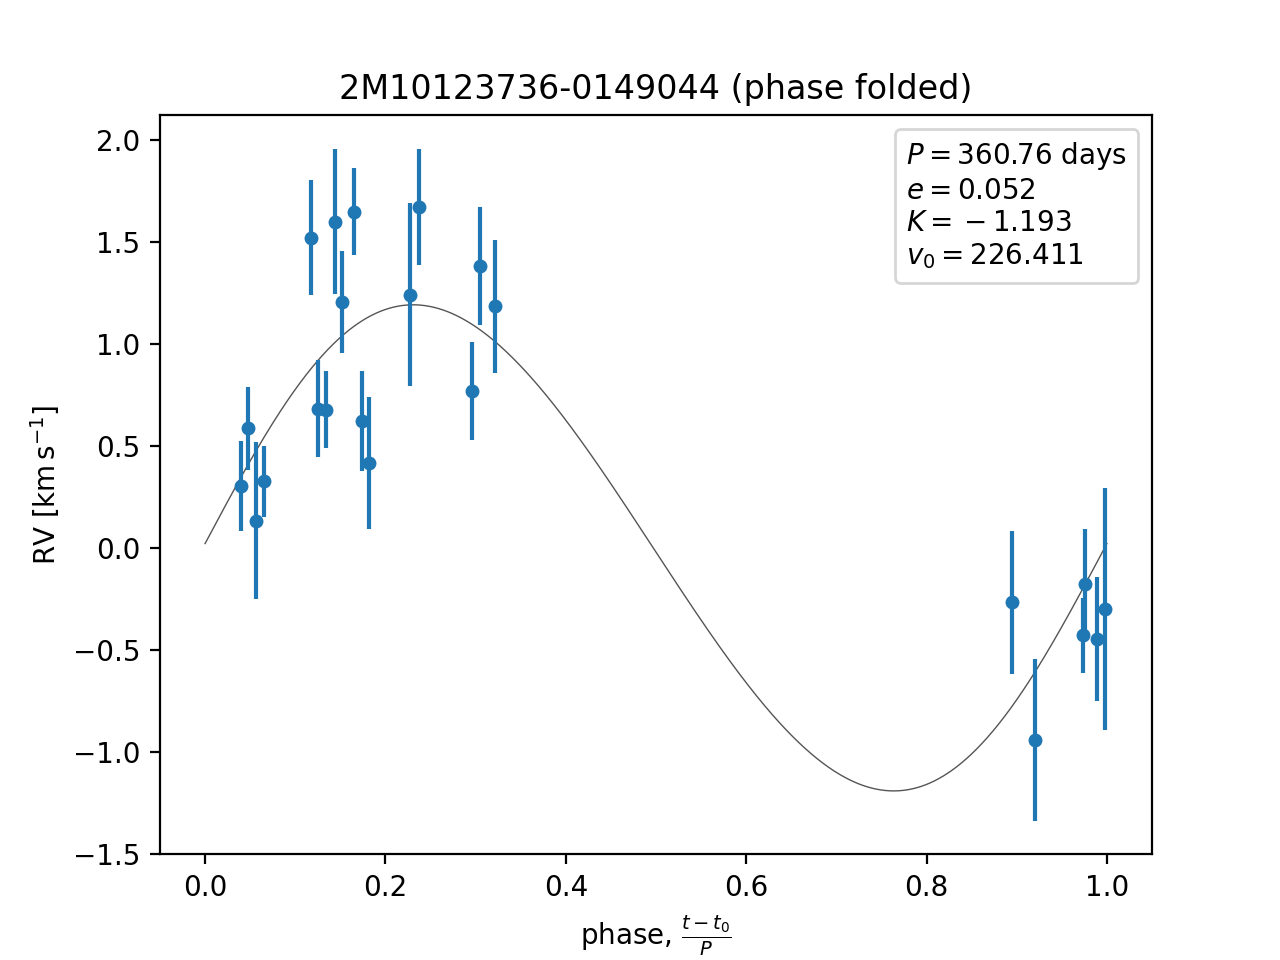 2M10123736-0149044 (phase folded)
P = 360.76 days
e = 0.052
K = −1.193
v₀ = 226.411
2.0
1.5
1.0
0.5
0.0
−0.5
−1.0
−1.5
RV [km s⁻¹]
0.0 0.2 0.4 0.6 0.8 1.0
phase, (t − t₀)/P